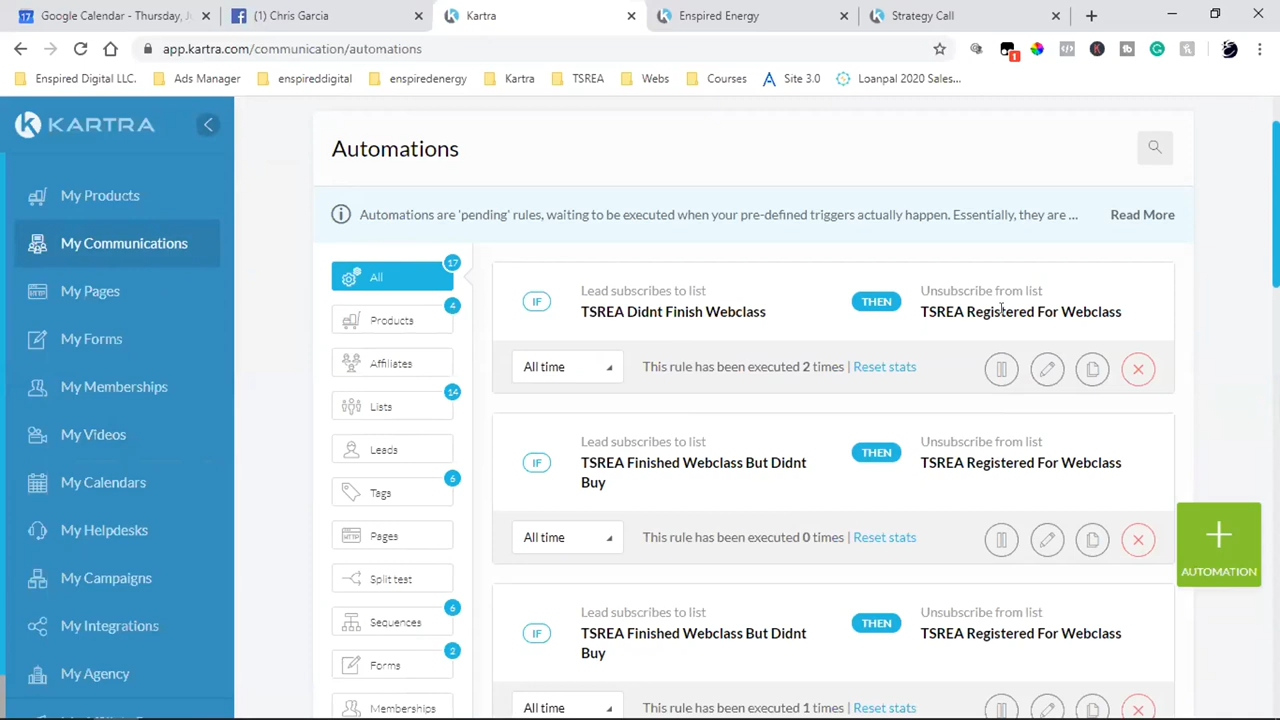 17 Google Calendar - Thursday, J
(1) Chris Garcia
Kartra
Enspired Energy
Strategy Call
app.kartra.com/communication/automations
1
Enspired Digital LLC.
Ads Manager
enspireddigital
enspiredenergy
Kartra
TSREA
Webs
Courses
Site 3.0
Loanpal 2020 Sales...
KARTRA
My Products
My Communications
My Pages
My Forms
My Memberships
My Videos
My Calendars
My Helpdesks
My Campaigns
My Integrations
My Agency
Automations
Automations are 'pending' rules, waiting to be executed when your pre-defined triggers actually happen. Essentially, they are ...
Read More
All 17
Products 4
Affiliates
Lists 14
Leads
Tags 6
Pages
Split test
Sequences 6
Forms 2
Memberships
IF
Lead subscribes to list
TSREA Didnt Finish Webclass
THEN
Unsubscribe from list
TSREA Registered For Webclass
All time
This rule has been executed 2 times | Reset stats
IF
Lead subscribes to list
TSREA Finished Webclass But Didnt
Buy
THEN
Unsubscribe from list
TSREA Registered For Webclass
All time
This rule has been executed 0 times | Reset stats
IF
Lead subscribes to list
TSREA Finished Webclass But Didnt
Buy
THEN
Unsubscribe from list
TSREA Registered For Webclass
All time
This rule has been executed 1 times | Reset stats
AUTOMATION